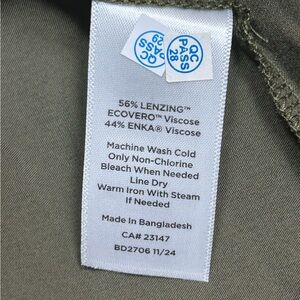 QC
PASS
29
QC
PASS
28
56% LENZING™
ECOVERO™ Viscose
44% ENKA® Viscose
Machine Wash Cold
Only Non-Chlorine
Bleach When Needed
Line Dry
Warm Iron with Steam
If Needed
Made in Bangladesh
CA# 23147
BD2706 11/24